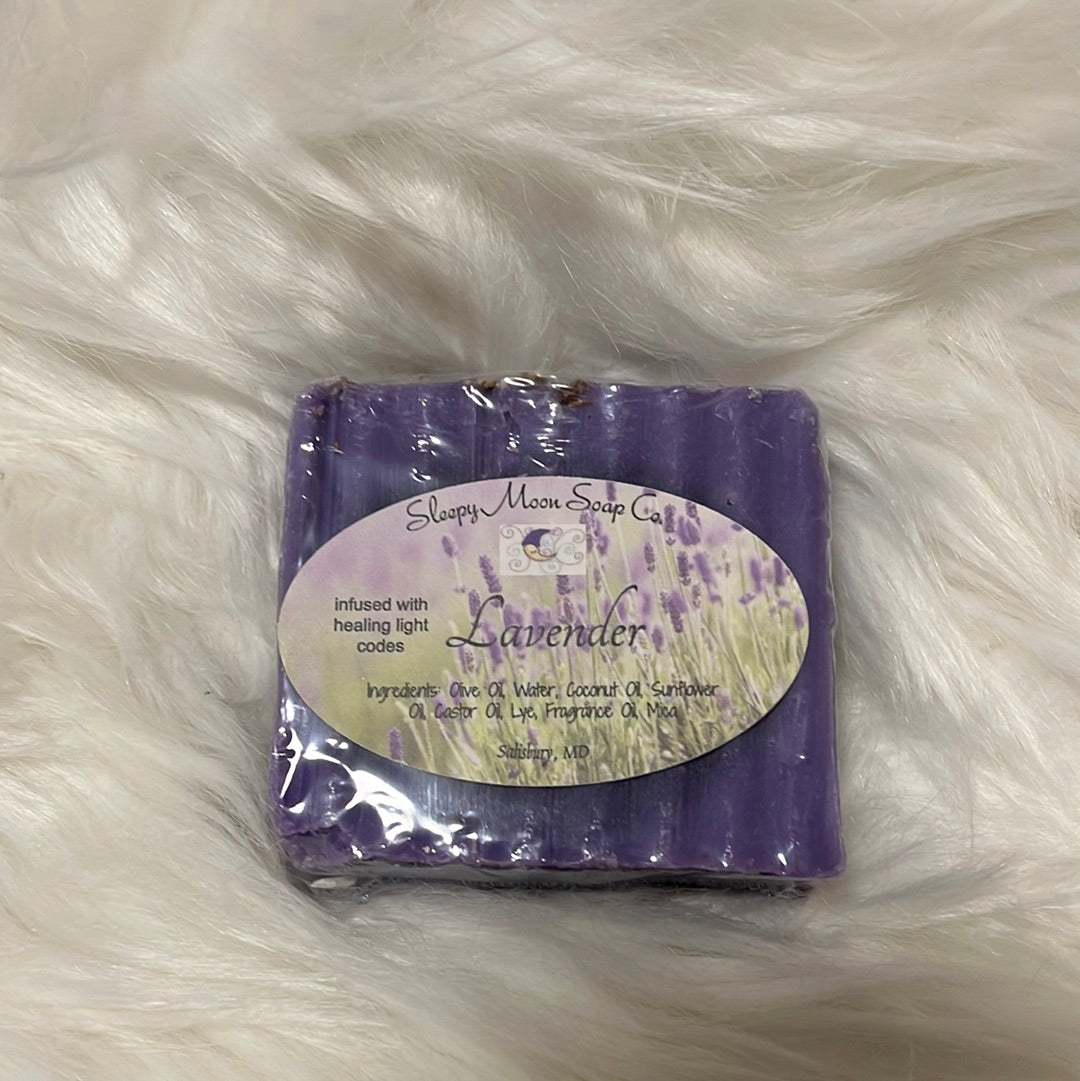 Sleepy Moon Soap Co.
infused with
healing light
codes
Lavender
Ingredients: Olive Oil, Water, Coconut Oil, Sunflower
Oil, Castor Oil, Lye, Fragrance Oil, Mica
Salisbury, MD